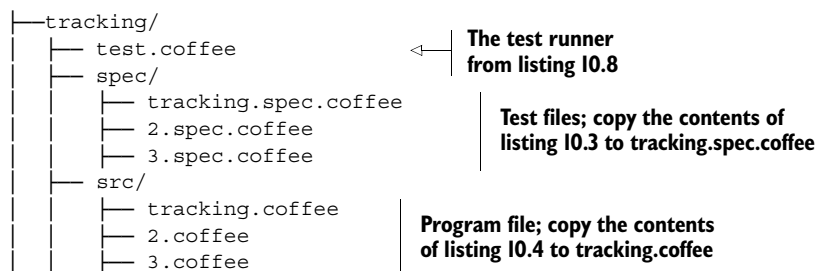 ├──tracking/
│   ├── test.coffee
The test runner
from listing 10.8
│   ├── spec/
│   │   ├── tracking.spec.coffee
│   │   ├── 2.spec.coffee
│   │   ├── 3.spec.coffee
Test files; copy the contents of
listing 10.3 to tracking.spec.coffee
│   ├── src/
│   │   ├── tracking.coffee
│   │   ├── 2.coffee
│   │   ├── 3.coffee
Program file; copy the contents
of listing 10.4 to tracking.coffee